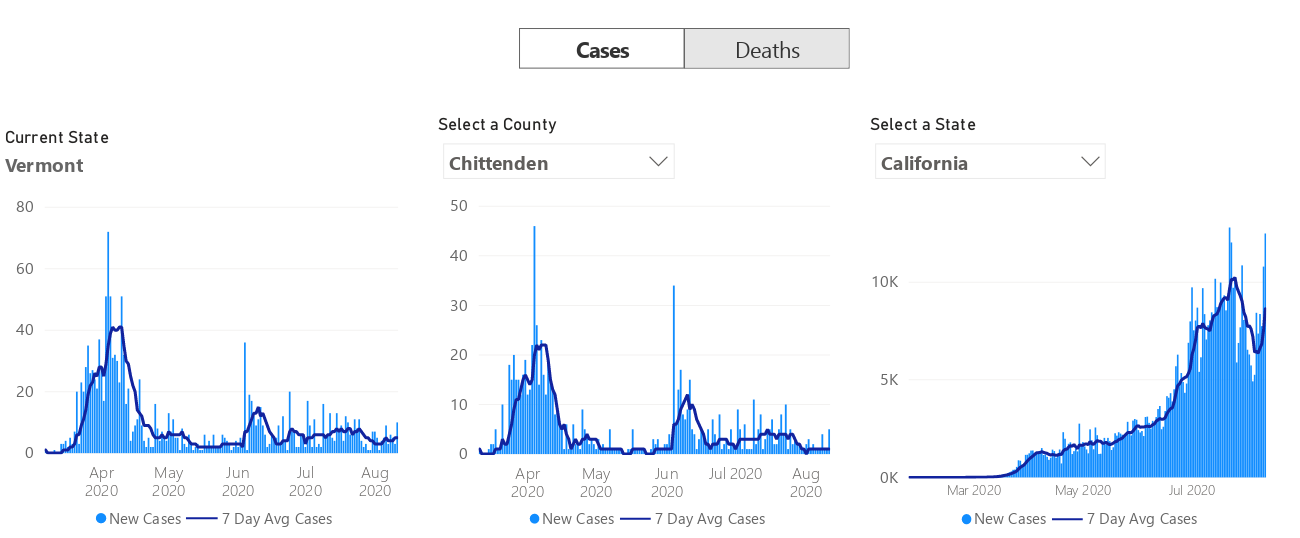 Cases Deaths
Current State
Vermont
80
60
40
20
0
Apr May Jun Jul Aug
2020 2020 2020 2020 2020
New Cases 7 Day Avg Cases
Select a County
Chittenden
50
40
30
20
10
0
Apr May Jun Jul 2020 Aug
2020 2020 2020 2020
New Cases 7 Day Avg Cases
Select a State
California
10K
5K
0K
Mar 2020 May 2020 Jul 2020
New Cases 7 Day Avg Cases